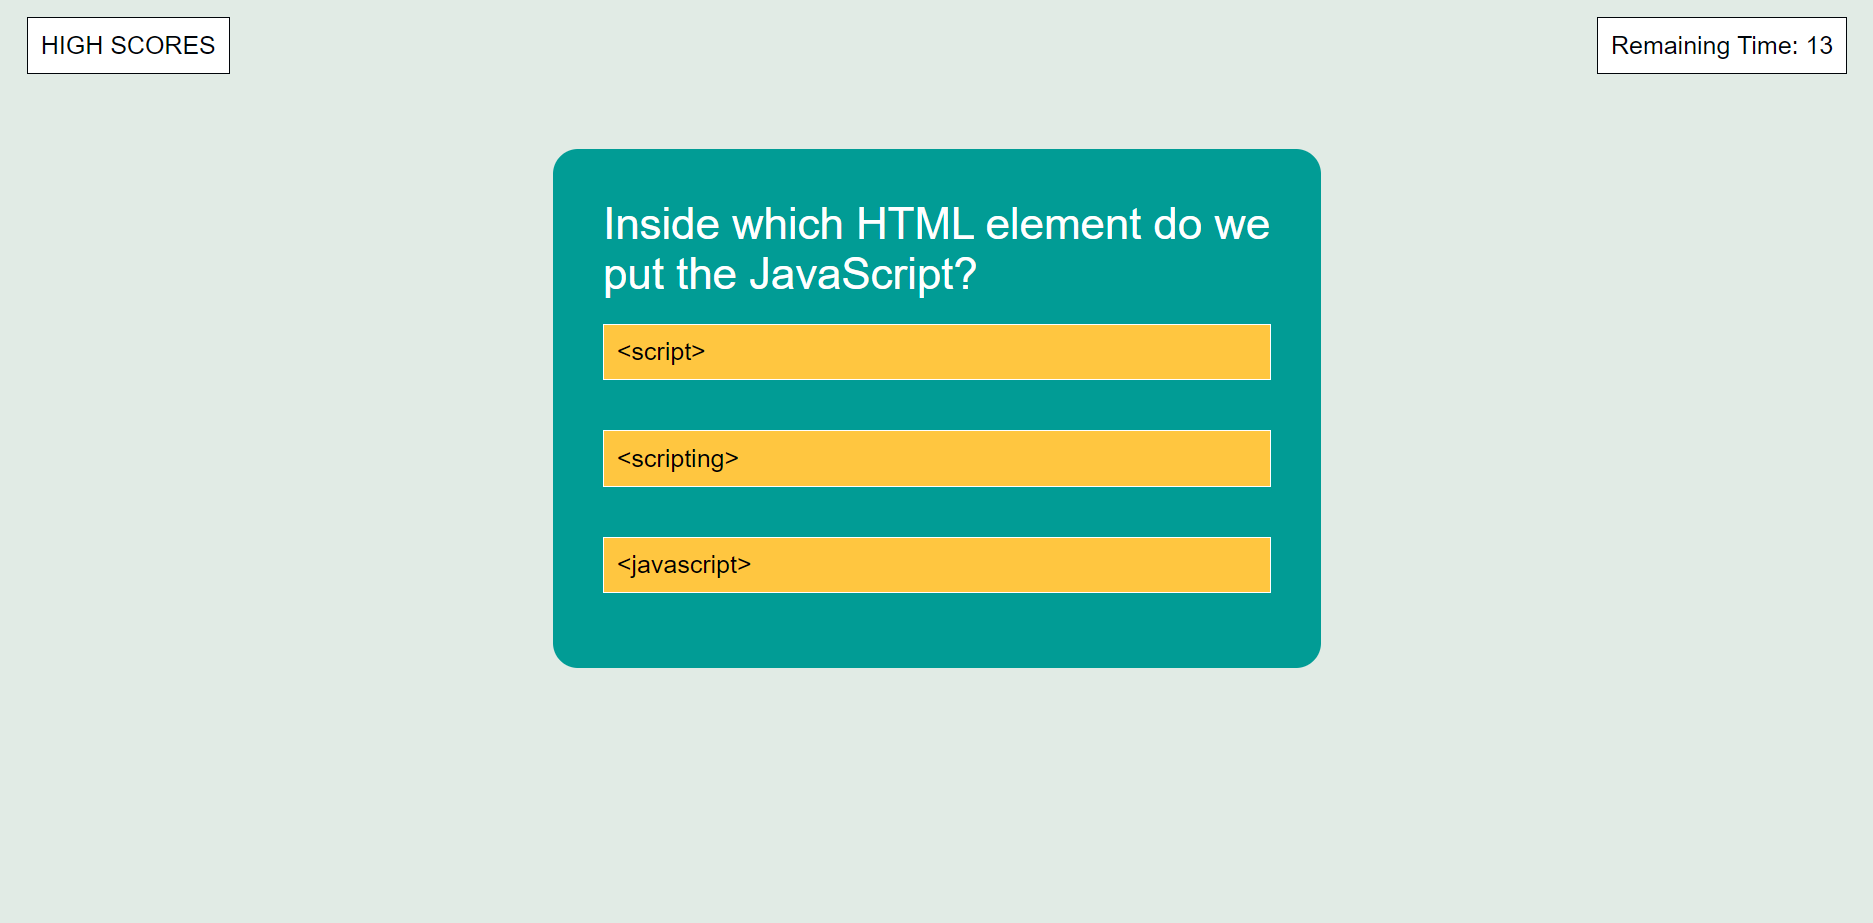 HIGH SCORES
Remaining Time: 13
Inside which HTML element do we
put the JavaScript?
<script>
<scripting>
<javascript>